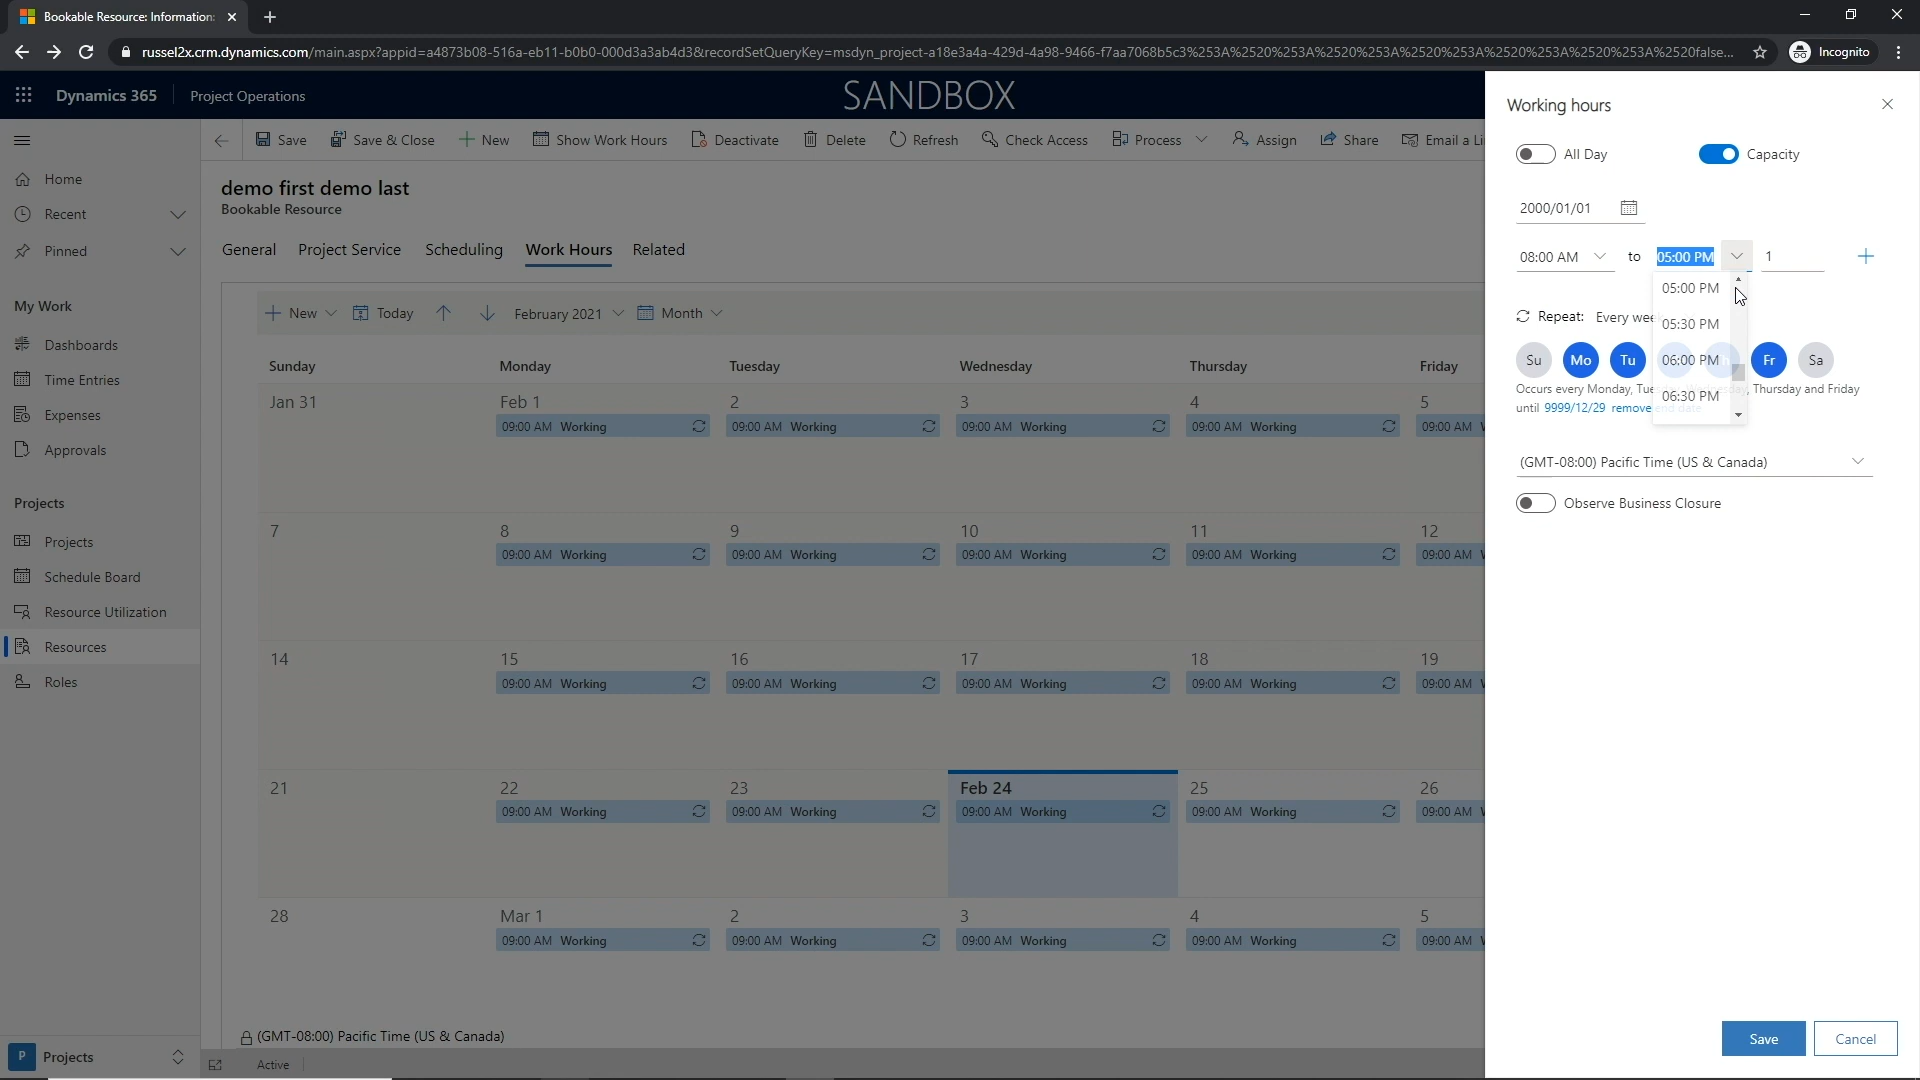 Bookable Resource: Information:
russel2x.crm.dynamics.com/main.aspx?appid=a4873b08-516a-eb11-b0b0-000d3a3ab4d3&recordSetQueryKey=msdyn_project-a18e3a4a-429d-4a98-9466-f7aa7068b5c3%253A%2520%253A%2520%253A%2520%253A%2520%253A%2520%253A%2520false...
Incognito
Dynamics 365
Project Operations
SANDBOX
Save
Save & Close
New
Show Work Hours
Deactivate
Delete
Refresh
Check Access
Process
Assign
Share
Email a Li
Home
Recent
Pinned
My Work
Dashboards
Time Entries
Expenses
Approvals
Projects
Projects
Schedule Board
Resource Utilization
Resources
Roles
P Projects
demo first demo last
Bookable Resource
General Project Service Scheduling Work Hours Related
New Today February 2021 Month
Sunday Monday Tuesday Wednesday Thursday Friday
Jan 31 Feb 1 2 3 4 5
09:00 AM Working 09:00 AM Working 09:00 AM Working 09:00 AM Working 09:00 AM
7 8 9 10 11 12
09:00 AM Working 09:00 AM Working 09:00 AM Working 09:00 AM Working 09:00 AM
14 15 16 17 18 19
09:00 AM Working 09:00 AM Working 09:00 AM Working 09:00 AM Working 09:00 AM
21 22 23 Feb 24 25 26
09:00 AM Working 09:00 AM Working 09:00 AM Working 09:00 AM Working 09:00 AM
28 Mar 1 2 3 4 5
09:00 AM Working 09:00 AM Working 09:00 AM Working 09:00 AM Working 09:00 AM
(GMT-08:00) Pacific Time (US & Canada)
Active
Working hours
All Day
Capacity
2000/01/01
08:00 AM to 05:00 PM 1
05:00 PM
05:30 PM
06:00 PM
06:30 PM
Repeat: Every wee
Su Mo Tu Fr Sa
Occurs every Monday, Tu Thursday and Friday
until 9999/12/29 remove end date
(GMT-08:00) Pacific Time (US & Canada)
Observe Business Closure
Save
Cancel